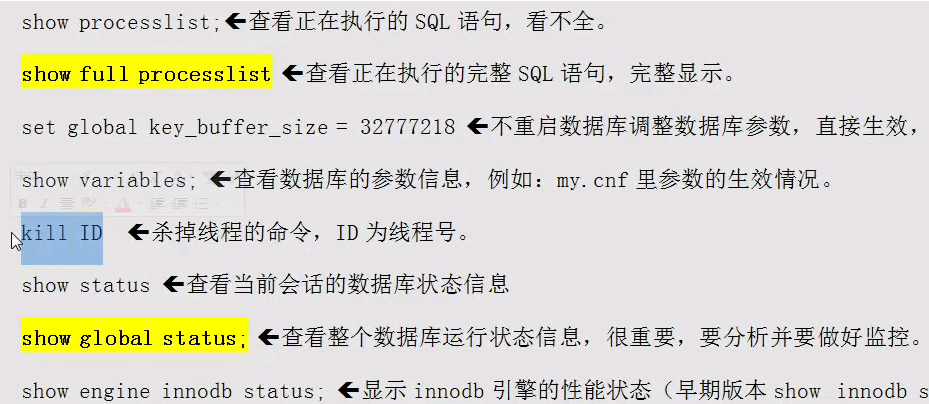 show processlist;🡸查看正在执行的 SQL 语句，看不全。
show full processlist 🡸查看正在执行的完整 SQL 语句，完整显示。
set global key_buffer_size = 32777218 🡸不重启数据库调整数据库参数，直接生效，
show variables; 🡸查看数据库的参数信息，例如：my.cnf 里参数的生效情况。
kill ID 🡸杀掉线程的命令，ID 为线程号。
show status 🡸查看当前会话的数据库状态信息
show global status; 🡸查看整个数据库运行状态信息，很重要，要分析并要做好监控。
show engine innodb status; 🡸显示 innodb 引擎的性能状态（早期版本 show innodb s